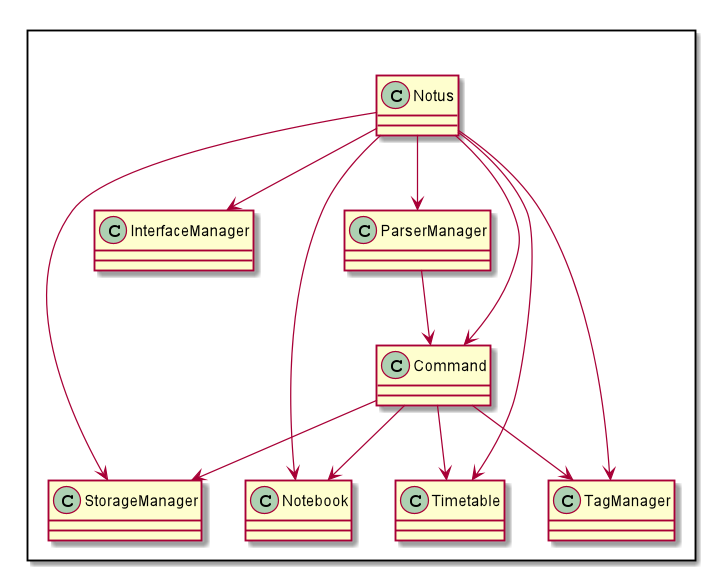 C Notus
C InterfaceManager
C ParserManager
C Command
C StorageManager
C Notebook
C Timetable
C TagManager